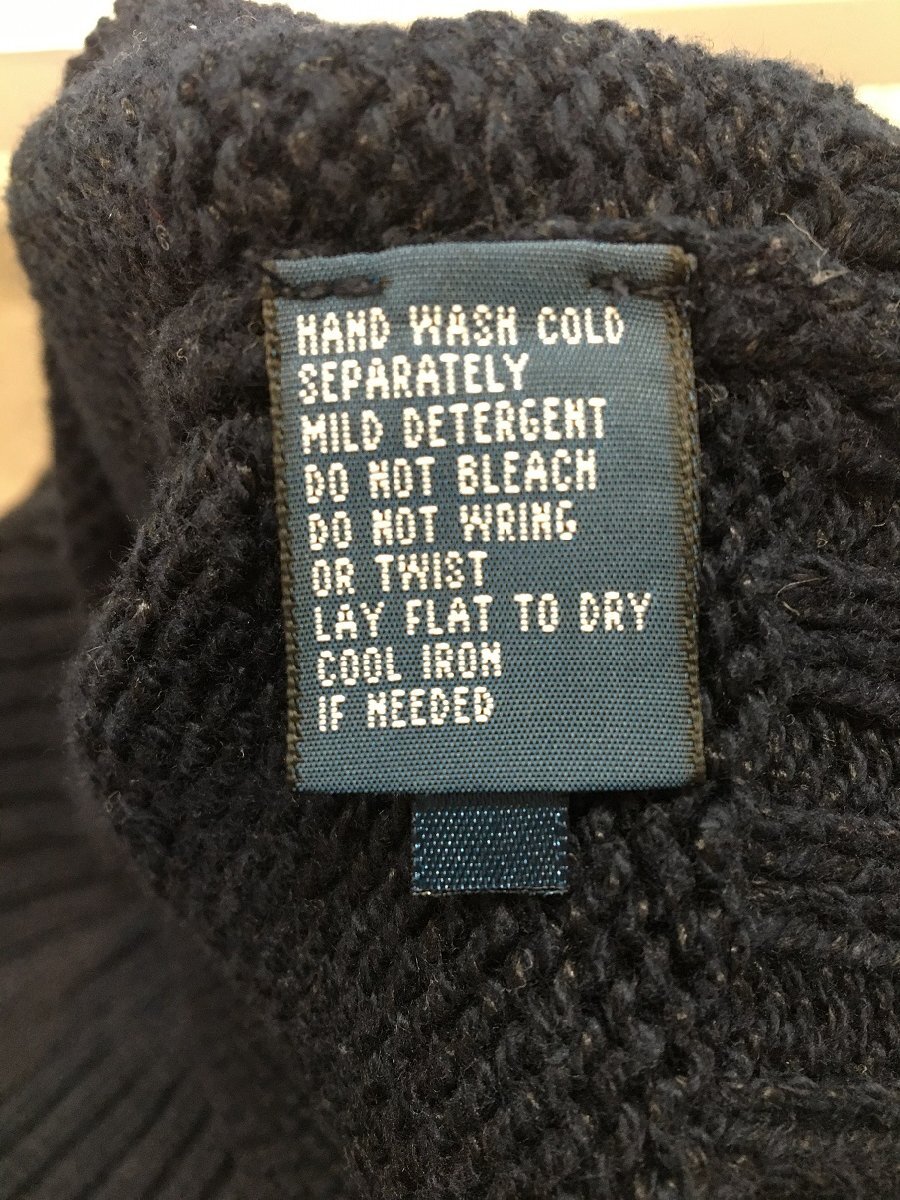 HAND WASH COLD
SEPARATELY
MILD DETERGENT
DO NOT BLEACH
DO NOT WRING
OR TWIST
LAY FLAT TO DRY
COOL IRON
IF NEEDED